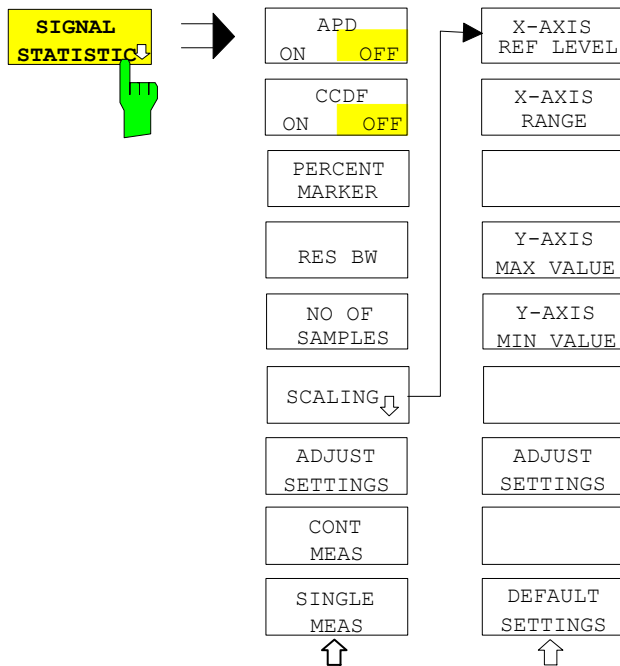 SIGNAL
STATISTIC
APD
ON OFF
CCDF
ON OFF
PERCENT
MARKER
RES BW
NO OF
SAMPLES
SCALING
ADJUST
SETTINGS
CONT
MEAS
SINGLE
MEAS
X-AXIS
REF LEVEL
X-AXIS
RANGE
Y-AXIS
MAX VALUE
Y-AXIS
MIN VALUE
ADJUST
SETTINGS
DEFAULT
SETTINGS